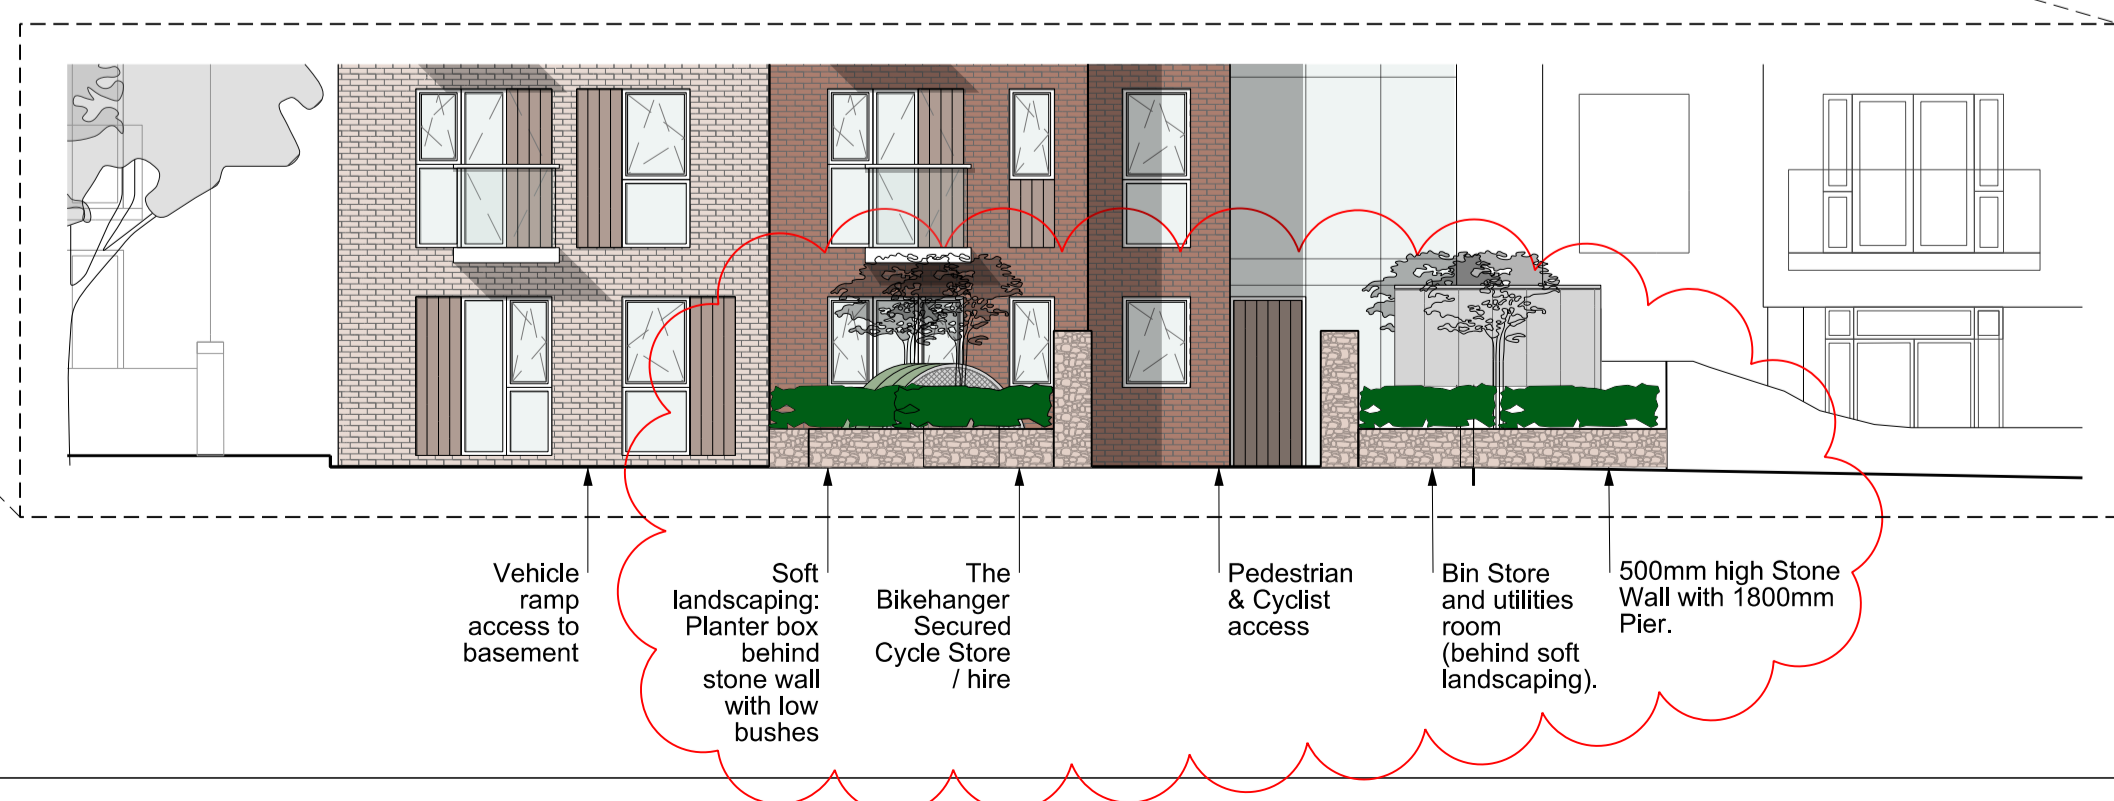 Vehicle
ramp
access to
basement
Soft
landscaping:
Planter box
behind
stone wall
with low
bushes
The
Bikehanger
Secured
Cycle Store
/ hire
Pedestrian
& Cyclist
access
Bin Store
and utilities
room
(behind soft
landscaping).
500mm high Stone
Wall with 1800mm
Pier.